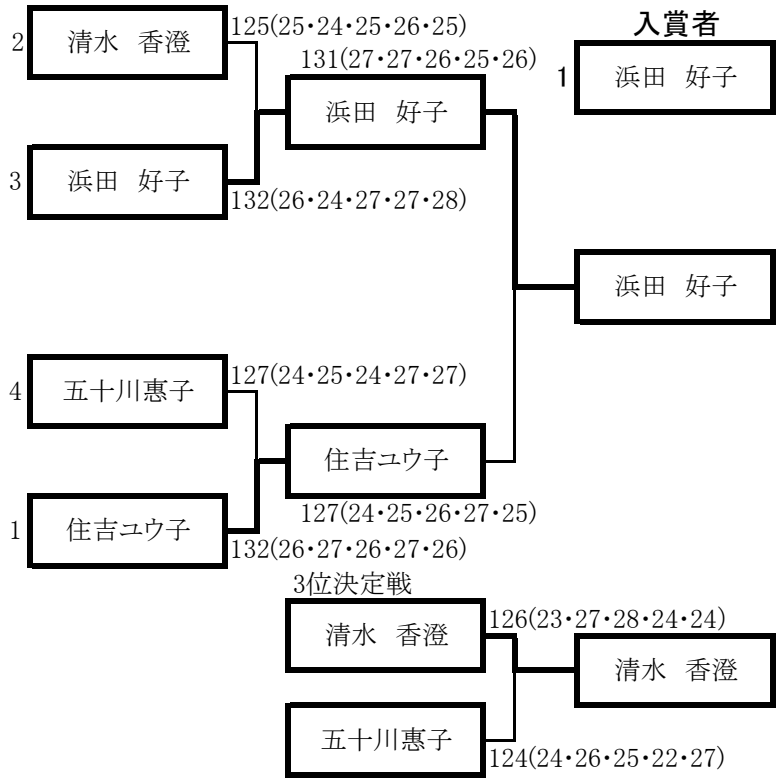 入賞者
2 清水 香澄 125(25・24・25・26・25)
131(27・27・26・25・26)
浜田 好子
1 浜田 好子
3 浜田 好子
132(26・24・27・27・28)
浜田 好子
4 五十川惠子 127(24・25・24・27・27)
住吉ユウ子
127(24・25・26・27・25)
1 住吉ユウ子
132(26・27・26・27・26)
3位決定戦
清水 香澄 126(23・27・28・24・24)
清水 香澄
五十川惠子
124(24・26・25・22・27)